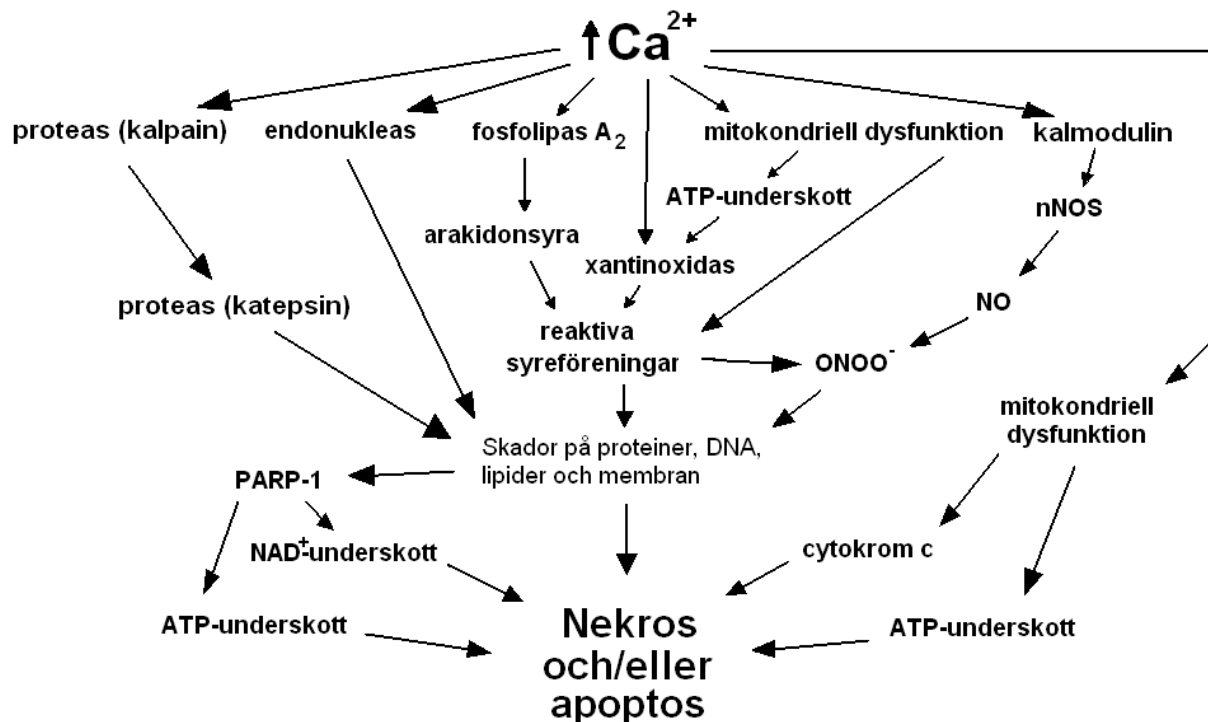 ↑Ca²⁺
proteas (kalpain)
endonukleas
fosfolipas A₂
mitokondriell dysfunktion
kalmodulin
ATP-underskott
nNOS
arakidonsyra
xantinoxidas
proteas (katepsin)
NO
reaktiva
syreföreningar
ONOO⁻
mitokondriell
dysfunktion
Skador på proteiner, DNA,
lipider och membran
PARP-1
NAD⁺-underskott
cytokrom c
ATP-underskott
ATP-underskott
Nekros
och/eller
apoptos